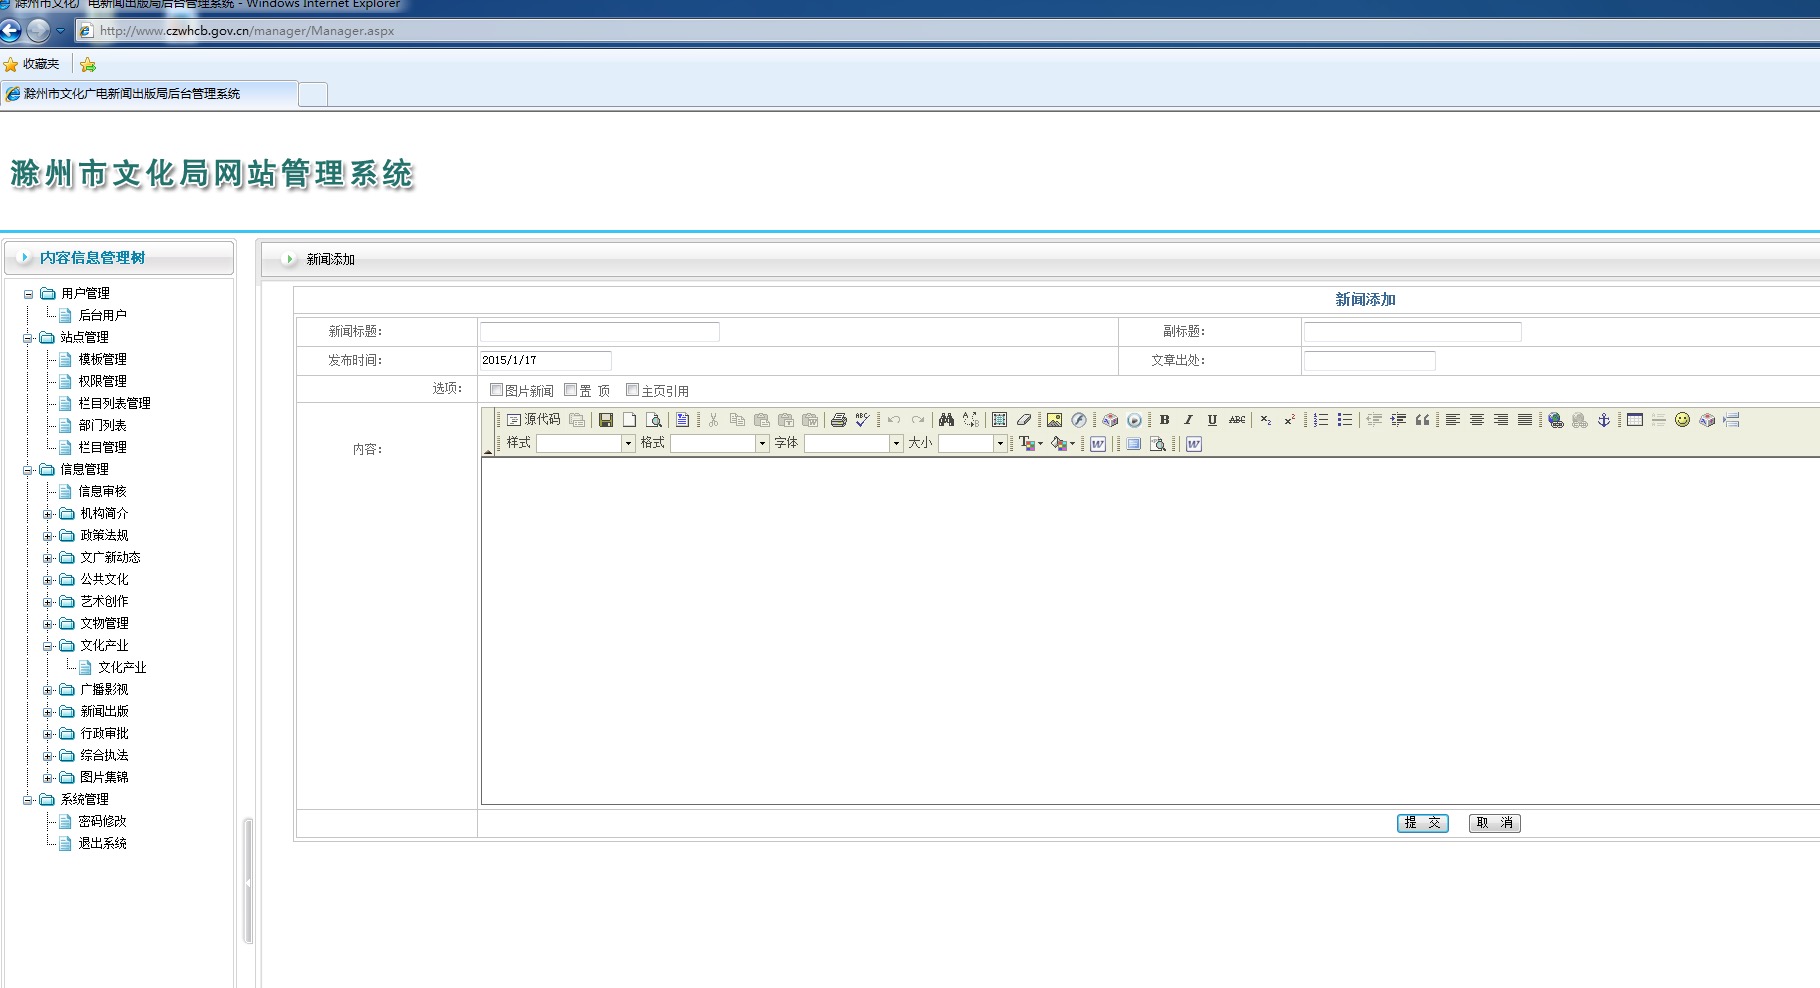 滁州市文化广电新闻出版局后台管理系统 - Windows Internet Explorer
http://www.czwhcb.gov.cn/manager/Manager.aspx
收藏夹
滁州市文化广电新闻出版局后台管理系统
滁州市文化局网站管理系统
内容信息管理树
用户管理
后台用户
站点管理
模板管理
权限管理
栏目列表管理
部门列表
栏目管理
信息管理
信息审核
机构简介
政策法规
文广新动态
公共文化
艺术创作
文物管理
文化产业
文化产业
广播影视
新闻出版
行政审批
综合执法
图片集锦
系统管理
密码修改
退出系统
新闻添加
新闻添加
新闻标题: 副标题:
发布时间: 2015/1/17 文章出处:
选项: 图片新闻 置 顶 主页引用
内容:
源代码
样式 格式 字体 大小
提 交 取 消